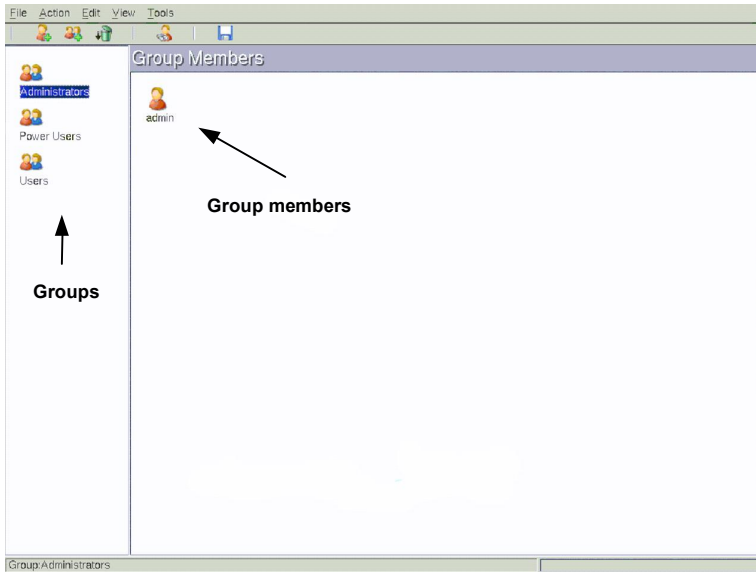 File Action Edit View Tools
Group Members
Administrators
admin
Power Users
Users
Group members
Groups
Group:Administrators